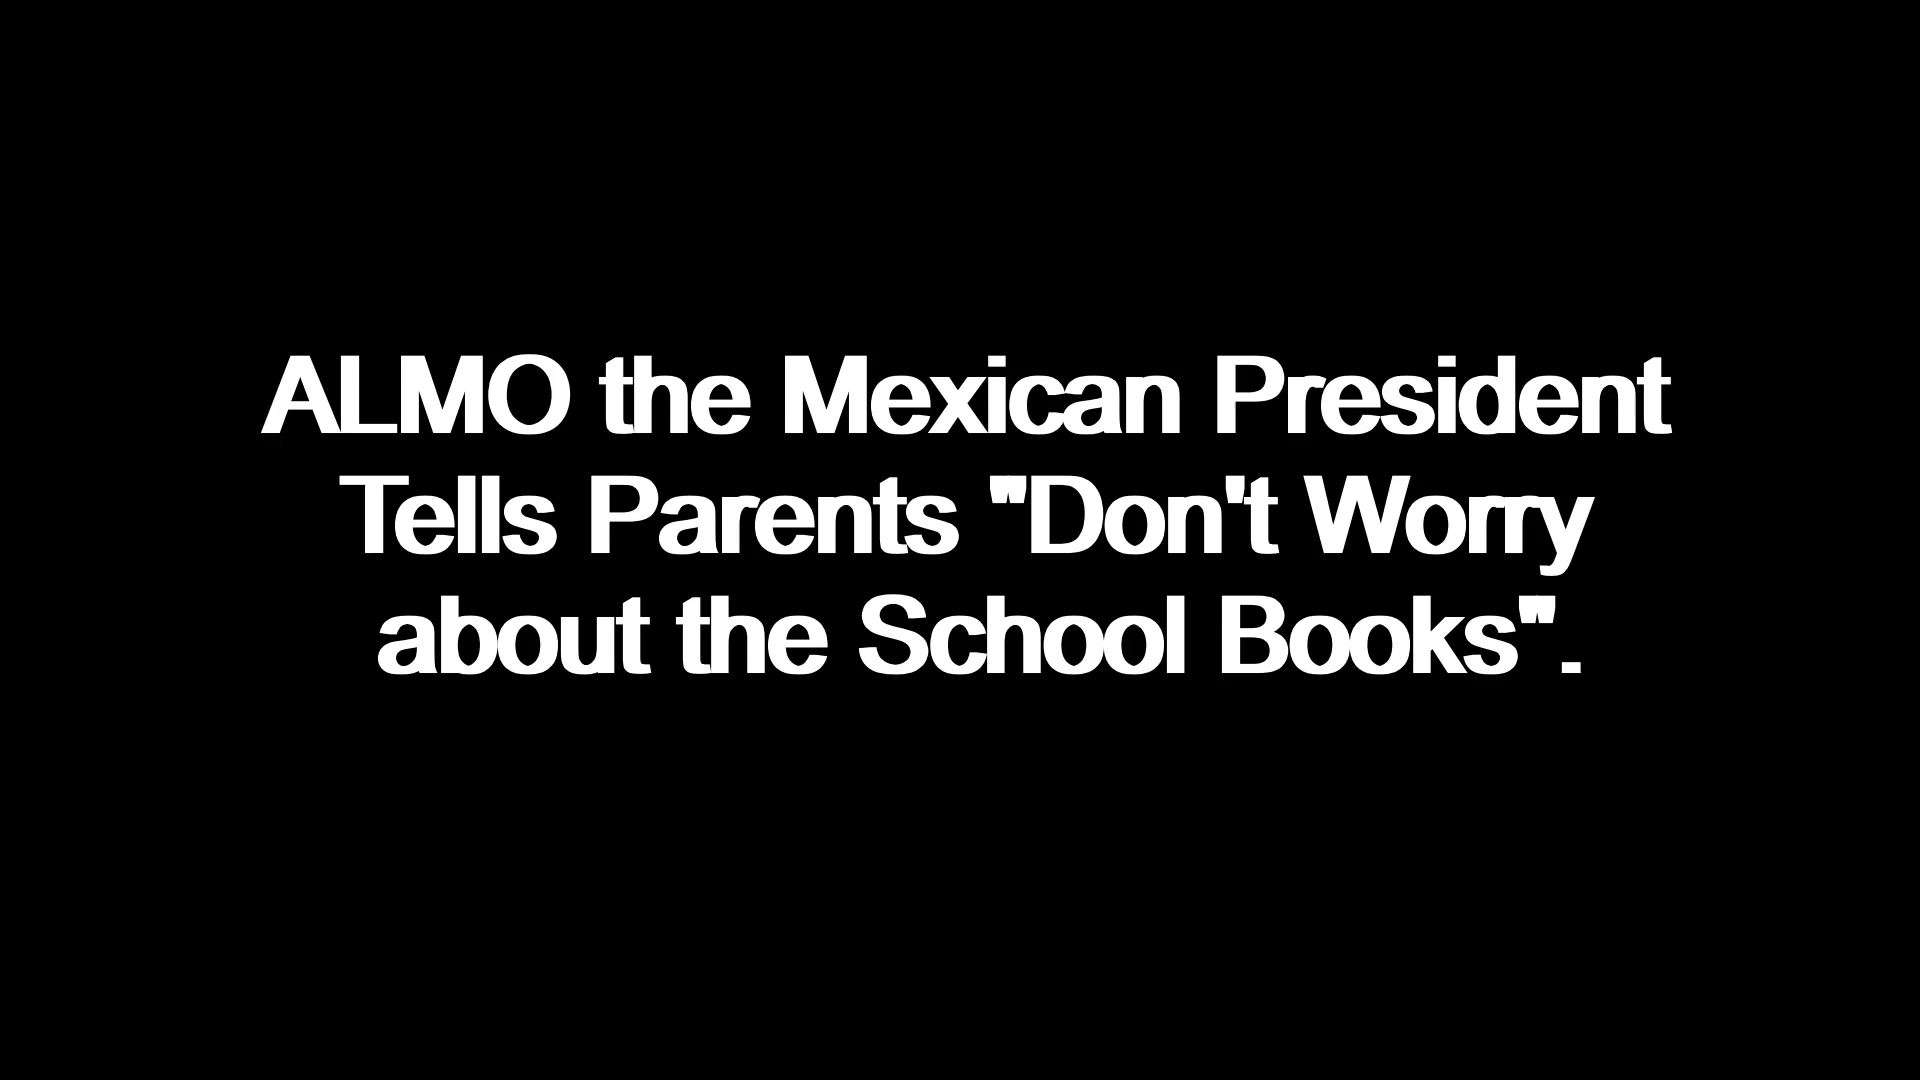 ALMO the Mexican President
Tells Parents "Don't Worry
about the School Books".